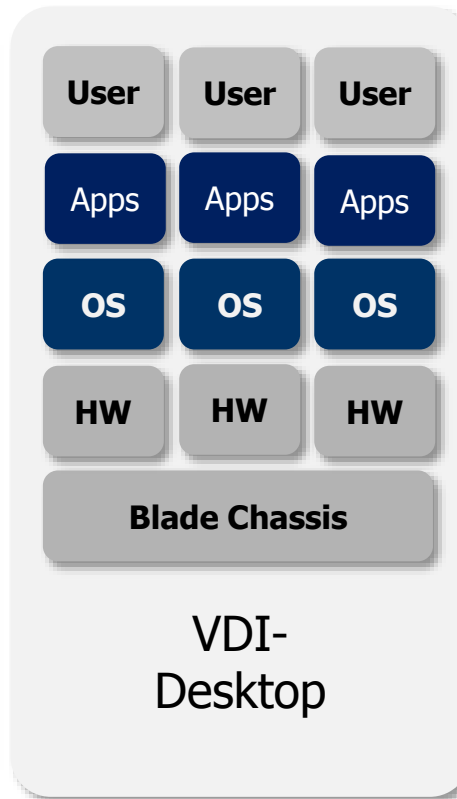 User User User
Apps Apps Apps
OS OS OS
HW HW HW
Blade Chassis
VDI-
Desktop